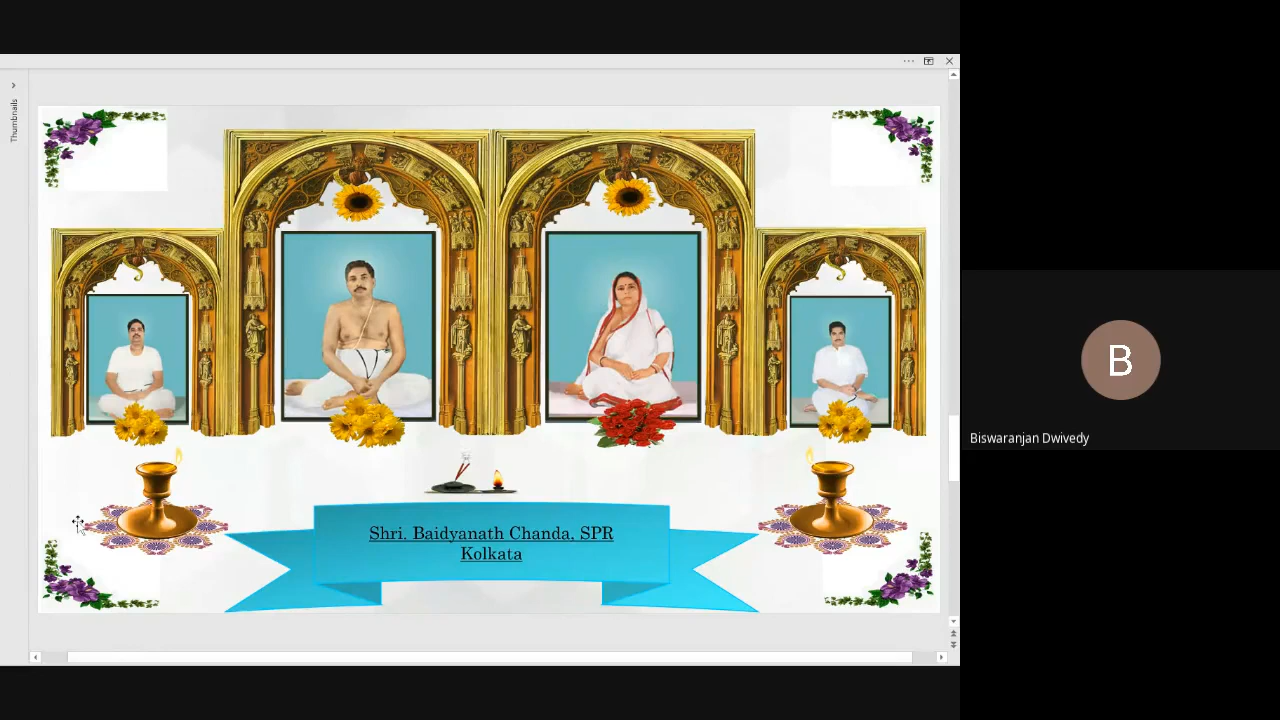 Thumbnails
Shri. Baidyanath Chanda, SPR
Kolkata
B
Biswaranjan Dwivedy